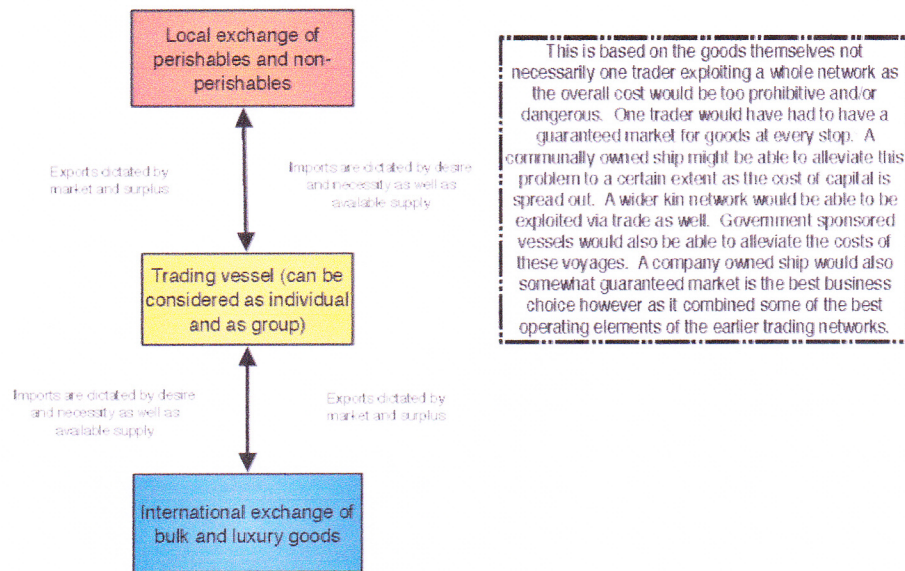 Local exchange of
perishables and non-
perishables
Exports dictated by
market and surplus
Imports are dictated by desire
and necessity as well as
available supply
Trading vessel (can be
considered as individual
and as group)
Imports are dictated by desire
and necessity as well as
available supply
Exports dictated by
market and surplus
International exchange of
bulk and luxury goods
This is based on the goods themselves not
necessarily one trader exploiting a whole network as
the overall cost would be too prohibitive and/or
dangerous. One trader would have had to have a
guaranteed market for goods at every stop. A
communally owned ship might be able to alleviate this
problem to a certain extent as the cost of capital is
spread out. A wider kin network would be able to be
exploited via trade as well. Government sponsored
vessels would also be able to alleviate the costs of
these voyages. A company owned ship would also
somewhat guaranteed market is the best business
choice however as it combined some of the best
operating elements of the earlier trading networks.